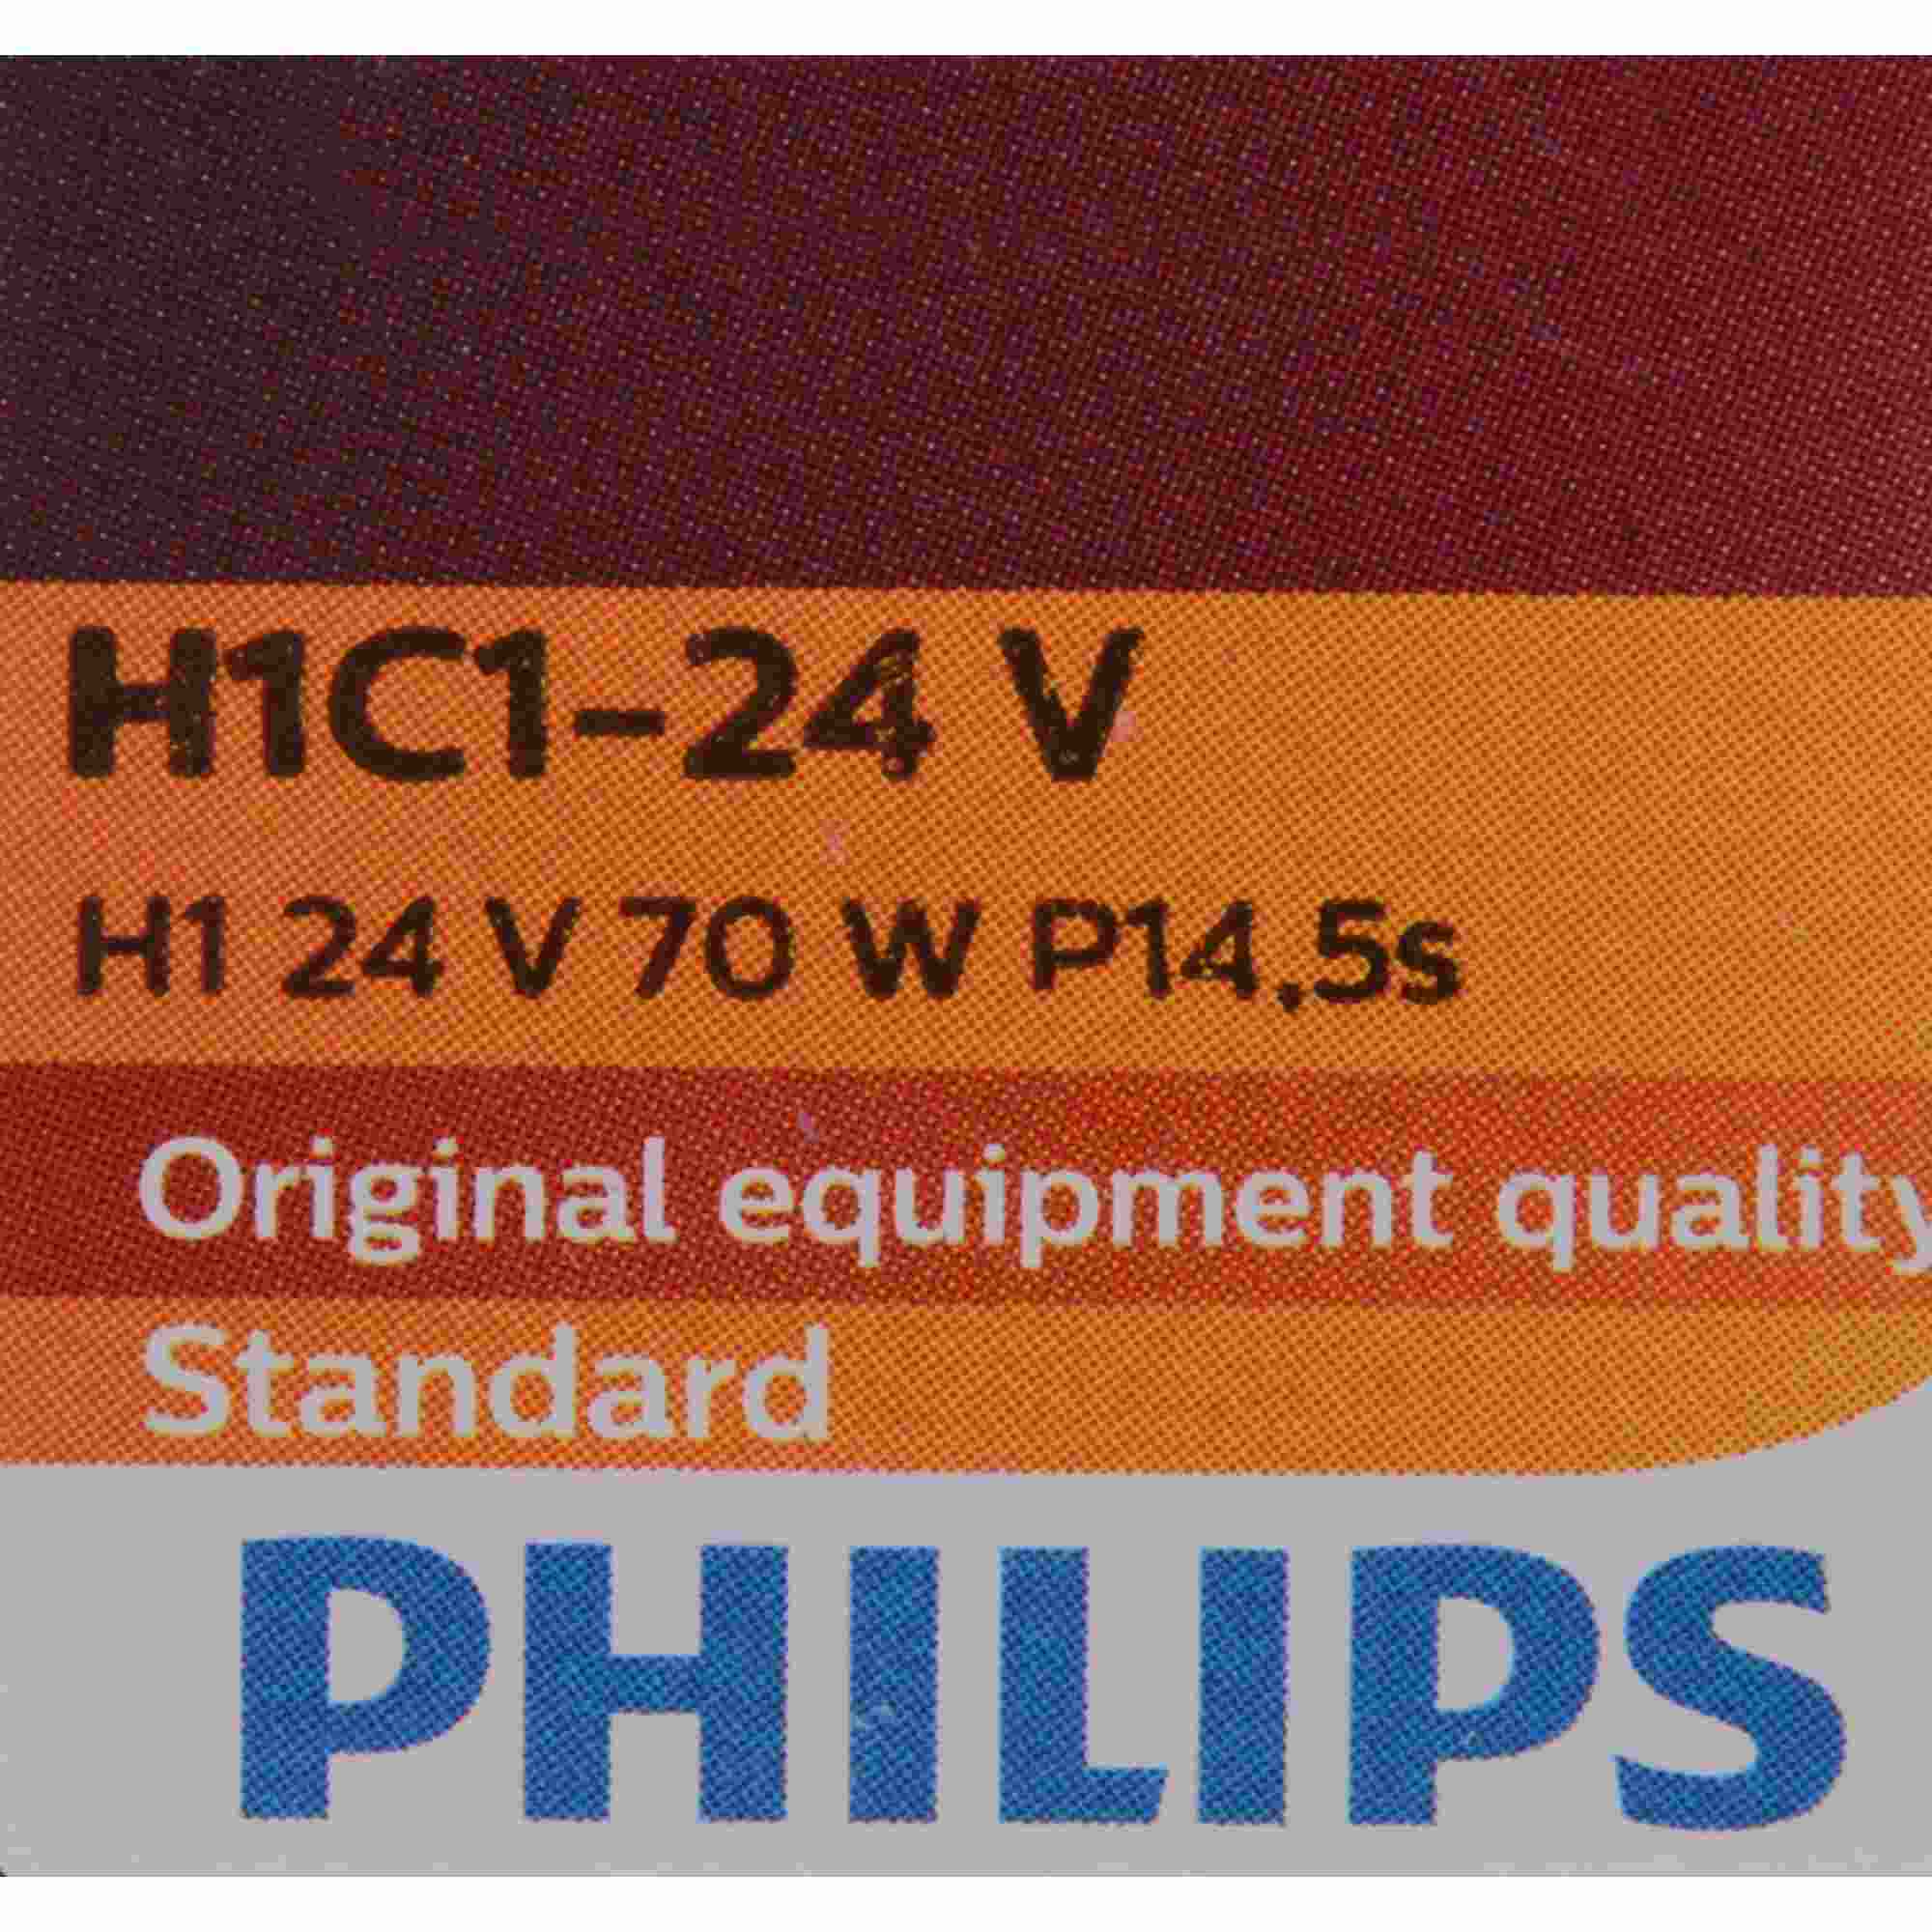 H1C1-24 V
H1 24 V 70 W P14,5s
Original equipment quality
Standard
PHILIPS